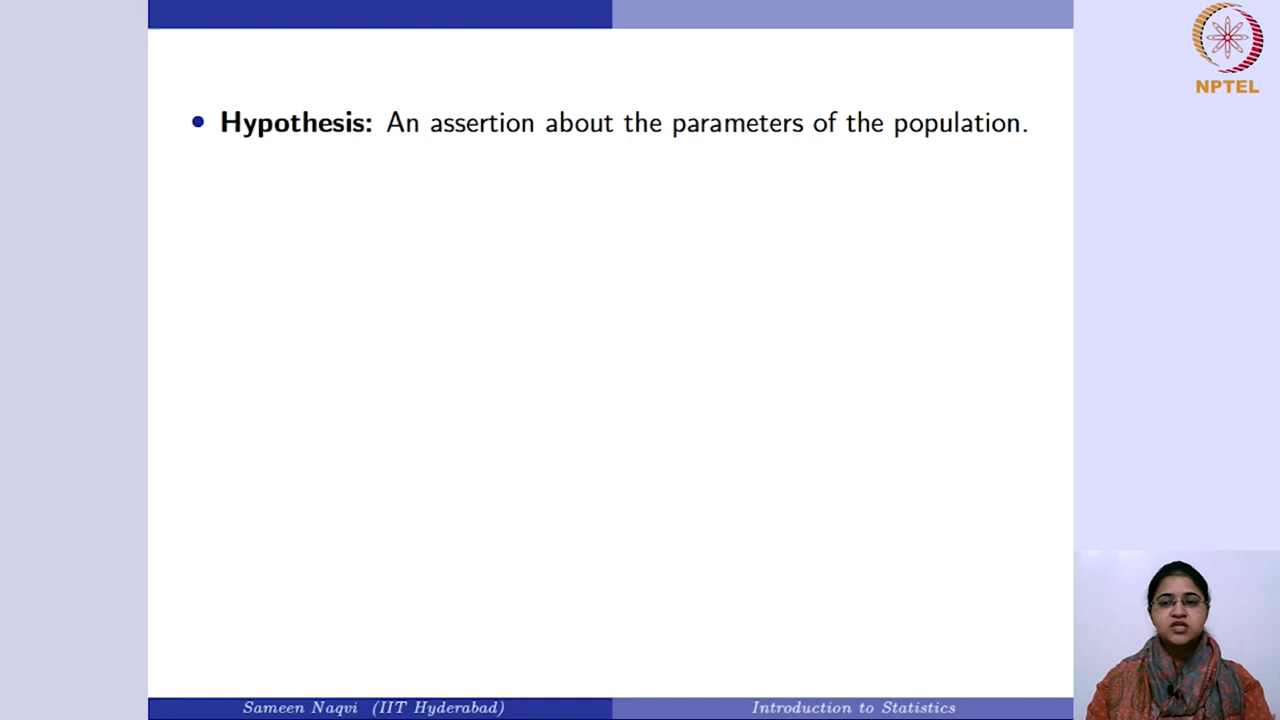 NPTEL
• Hypothesis: An assertion about the parameters of the population.
Sameen Naqvi (IIT Hyderabad) Introduction to Statistics